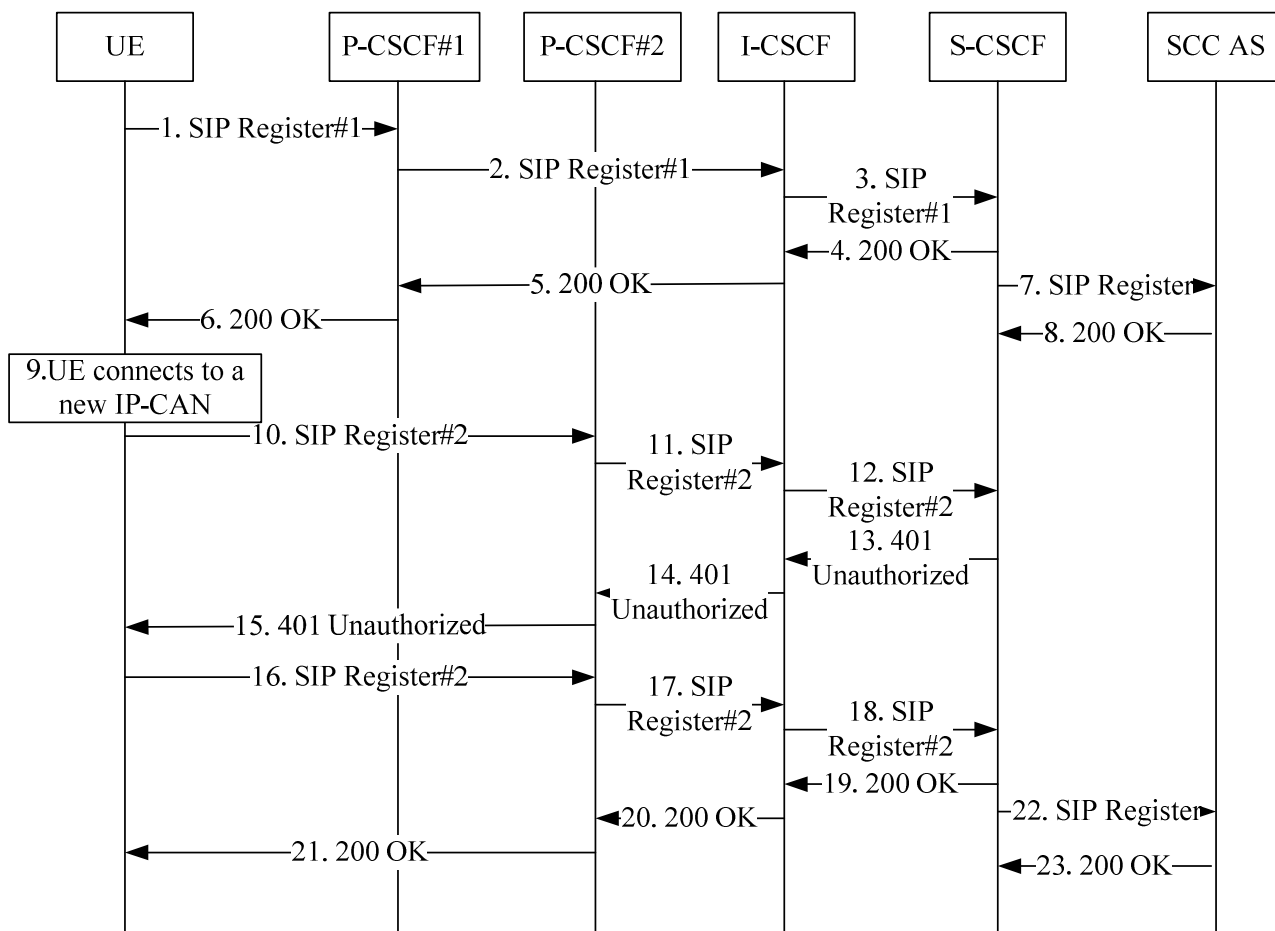 UE
P-CSCF#1
P-CSCF#2
I-CSCF
S-CSCF
SCC AS
1. SIP Register#1
2. SIP Register#1
3. SIP
Register#1
4. 200 OK
5. 200 OK
7. SIP Register
6. 200 OK
8. 200 OK
9.UE connects to a
new IP-CAN
10. SIP Register#2
11. SIP
Register#2
12. SIP
Register#2
13. 401
Unauthorized
14. 401
Unauthorized
15. 401 Unauthorized
16. SIP Register#2
17. SIP
Register#2
18. SIP
Register#2
19. 200 OK
20. 200 OK
22. SIP Register
21. 200 OK
23. 200 OK